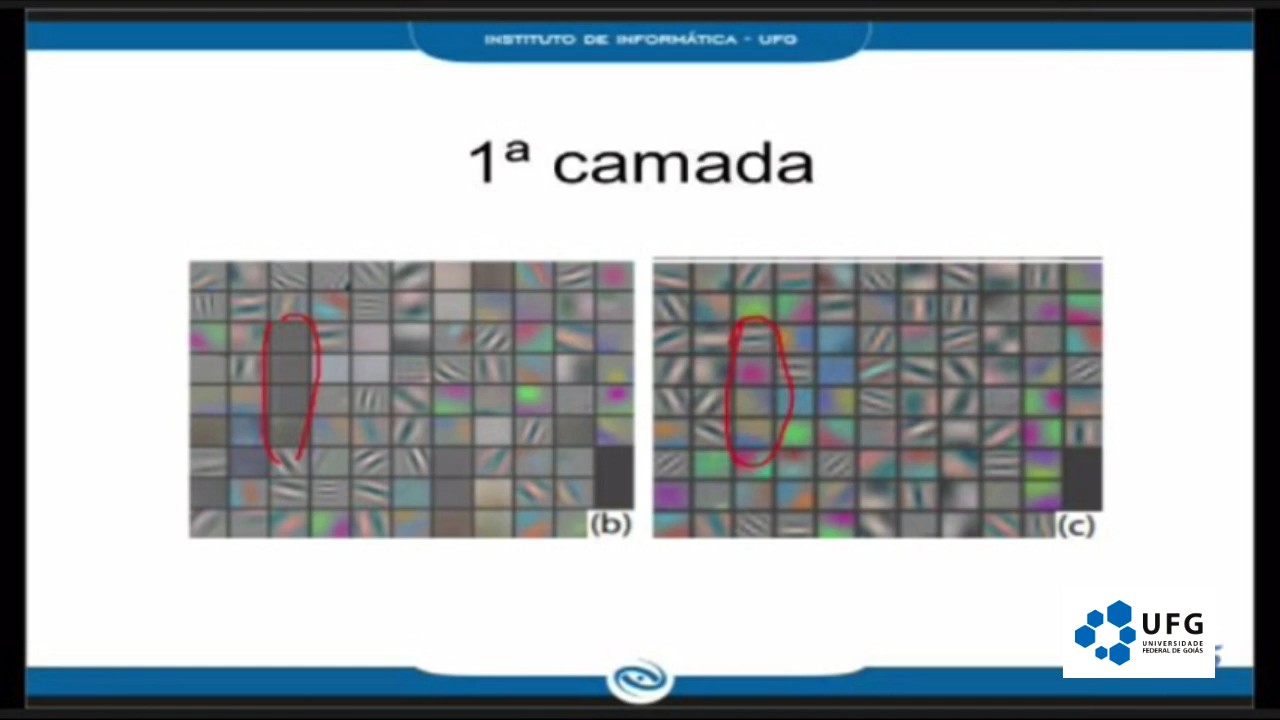 INSTITUTO DE INFORMÁTICA - UFG
1ª camada
(b)
(c)
UFG
UNIVERSIDADE
FEDERAL DE GOIÁS